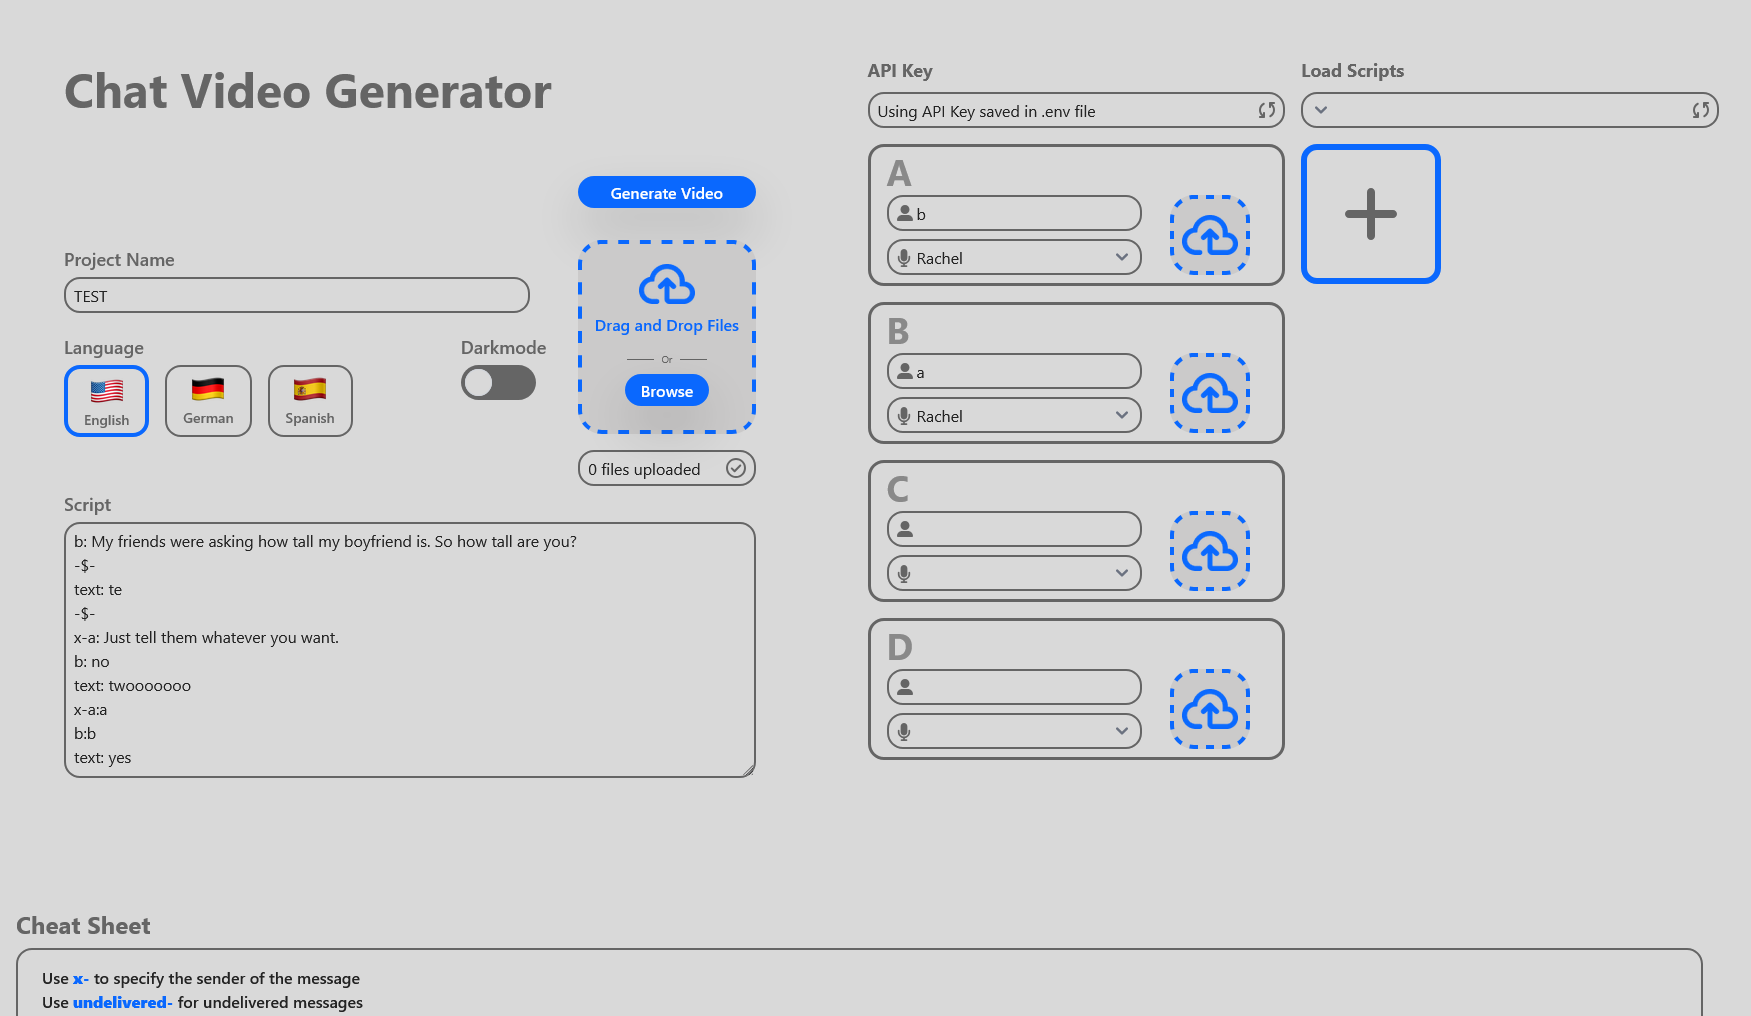 Chat Video Generator
Generate Video
Project Name
TEST
Language
English
German
Spanish
Darkmode
Drag and Drop Files
Or
Browse
0 files uploaded
Script
b: My friends were asking how tall my boyfriend is. So how tall are you?
-$-
text: te
-$-
x-a: Just tell them whatever you want.
b: no
text: twooooooo
x-a:a
b:b
text: yes
API Key
Using API Key saved in .env file
Load Scripts
A
b
Rachel
B
a
Rachel
C
D
Cheat Sheet
Use x- to specify the sender of the message
Use undelivered- for undelivered messages